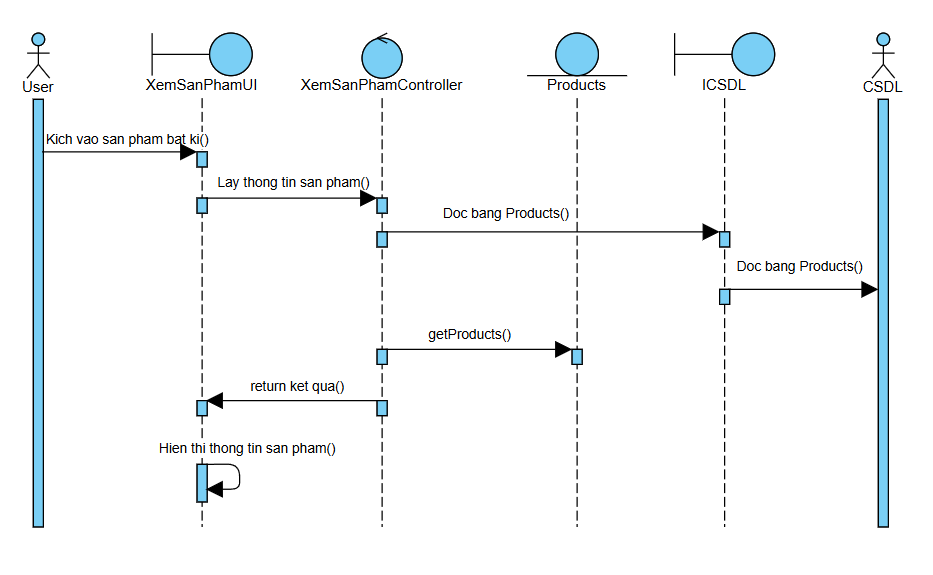 User
XemSanPhamUI
XemSanPhamController
Products
ICSDL
CSDL
Kich vao san pham bat ki()
Lay thong tin san pham()
Doc bang Products()
Doc bang Products()
getProducts()
return ket qua()
Hien thi thong tin san pham()